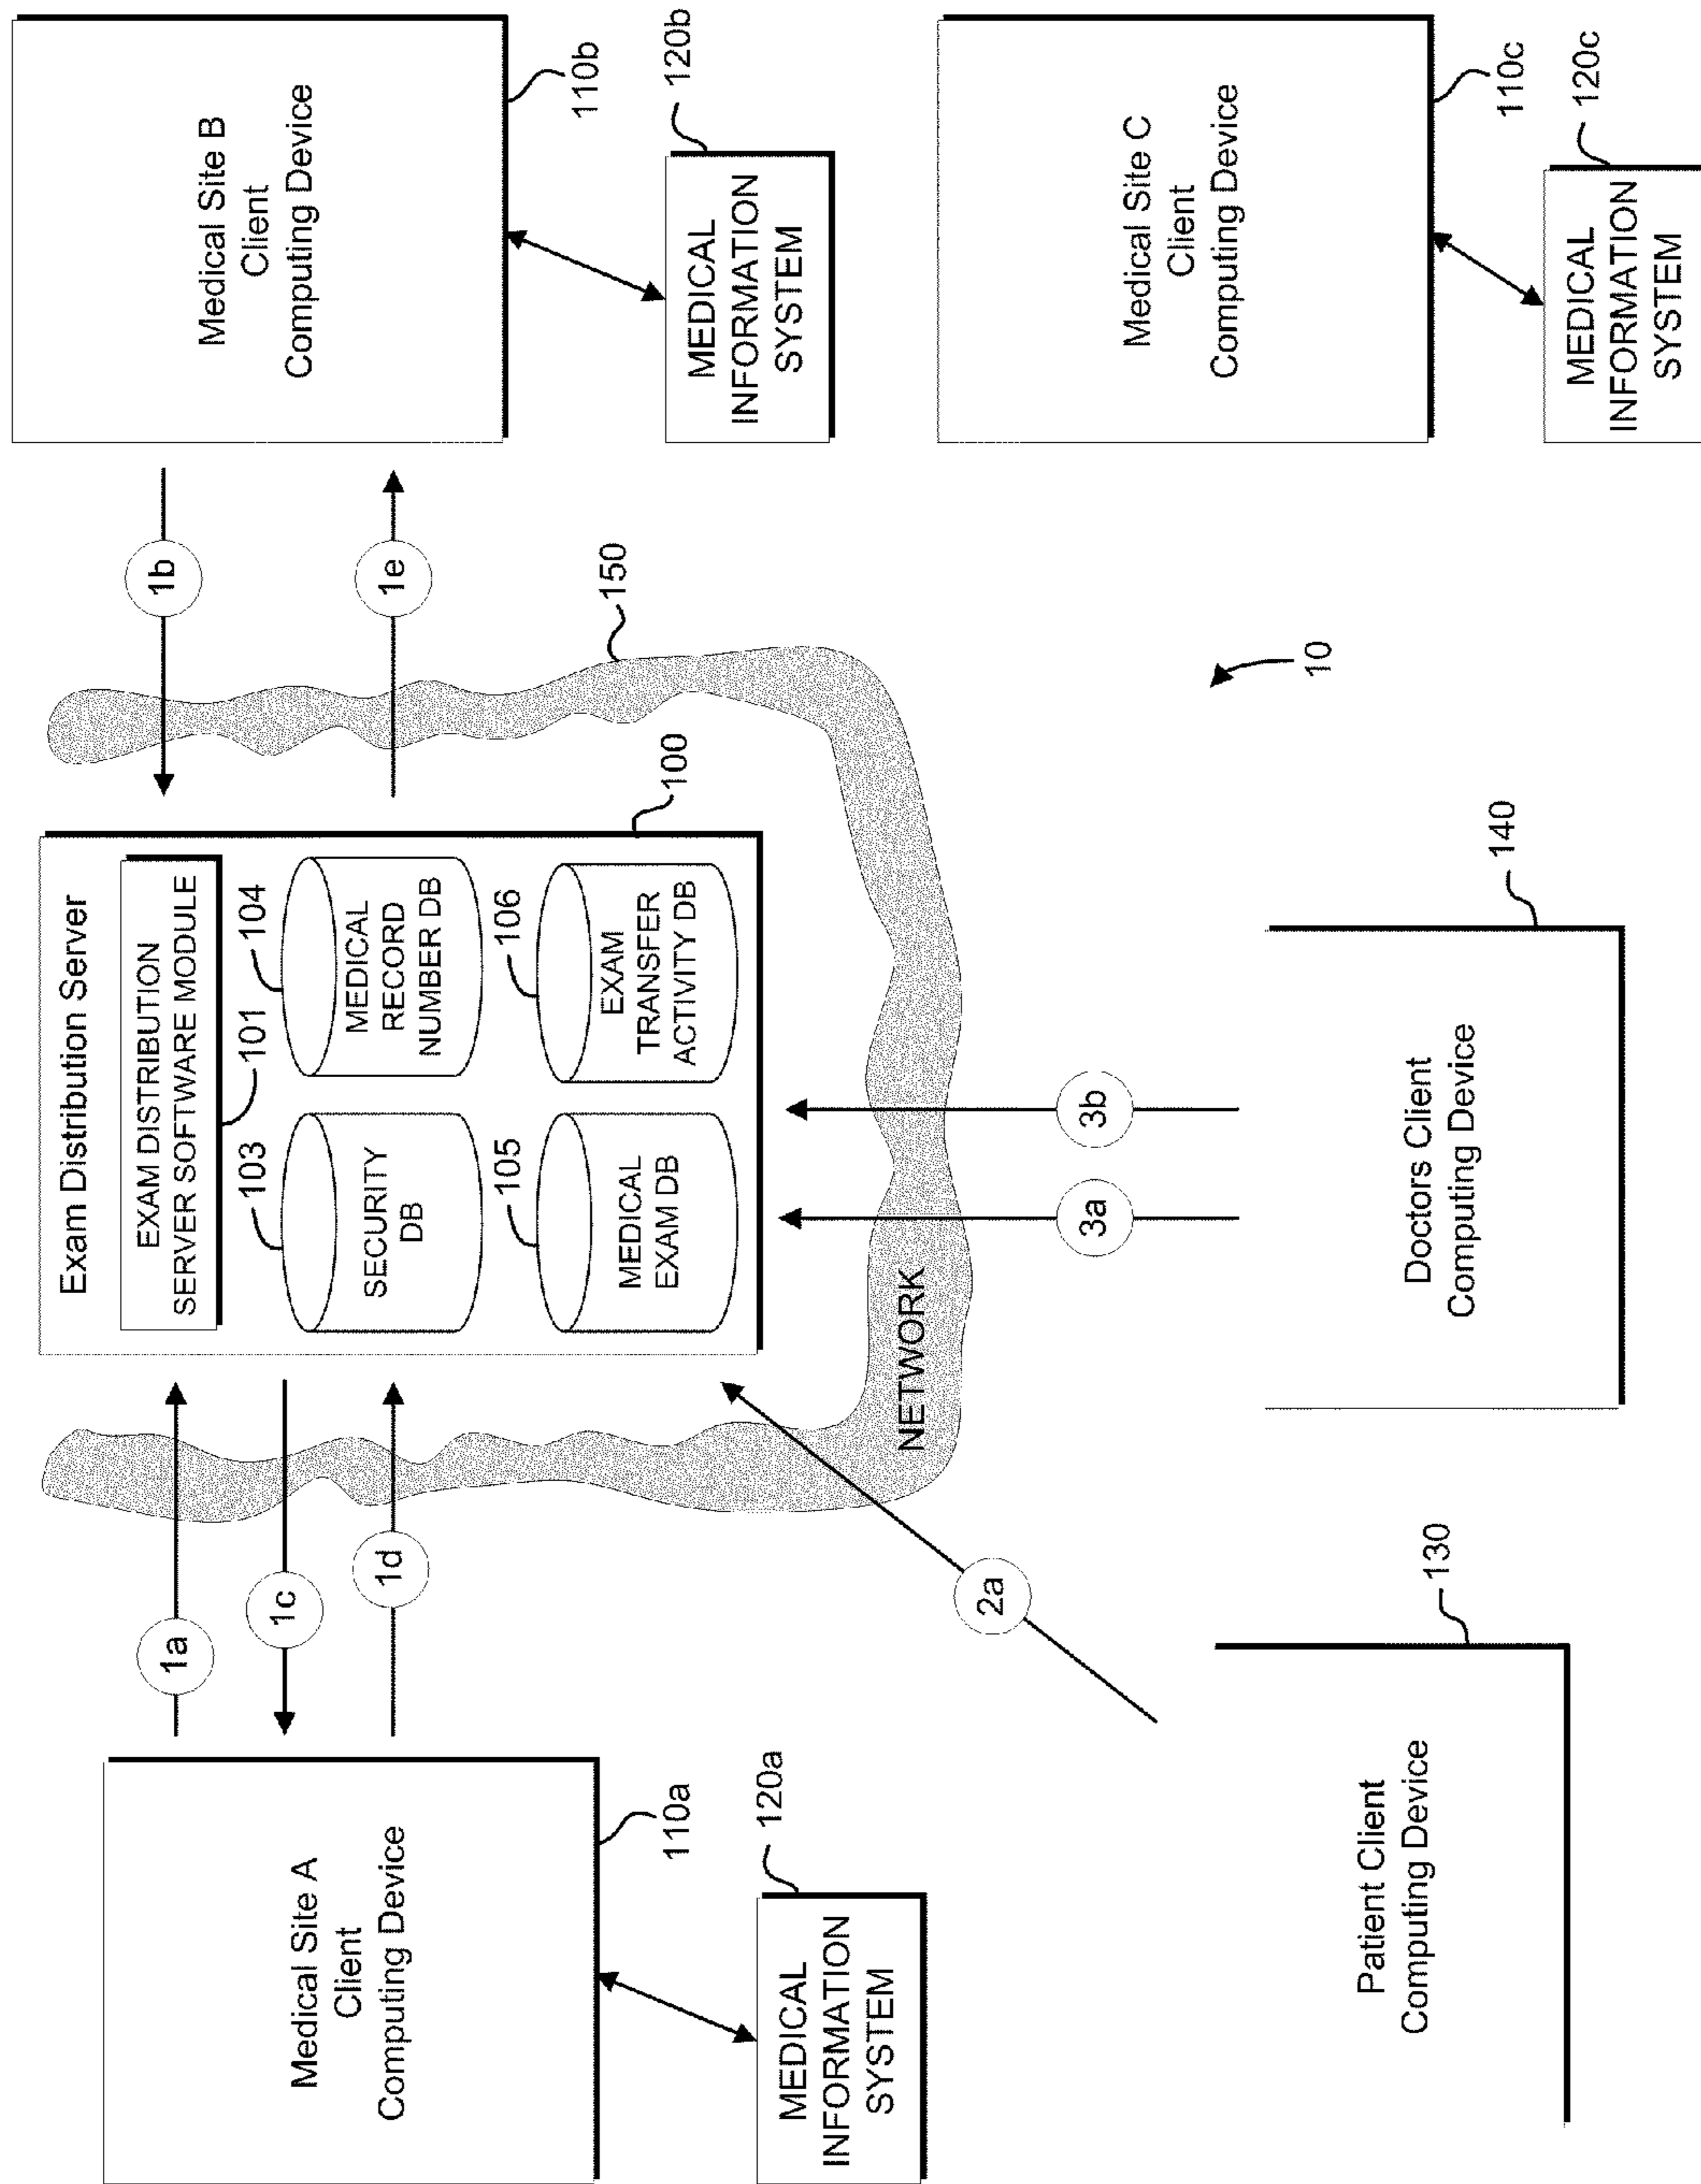 Medical Site A
Client
Computing Device
110a
MEDICAL
INFORMATION
SYSTEM
120a
1a
1c
1d
Exam Distribution Server
EXAM DISTRIBUTION
SERVER SOFTWARE MODULE
101
103
SECURITY
DB
104
MEDICAL
RECORD
NUMBER DB
105
MEDICAL
EXAM DB
106
EXAM
TRANSFER
ACTIVITY DB
100
1b
1e
150
NETWORK
Medical Site B
Client
Computing Device
110b
MEDICAL
INFORMATION
SYSTEM
120b
2a
3a
3b
10
Patient Client
Computing Device
130
Doctors Client
Computing Device
140
Medical Site C
Client
Computing Device
110c
MEDICAL
INFORMATION
SYSTEM
120c